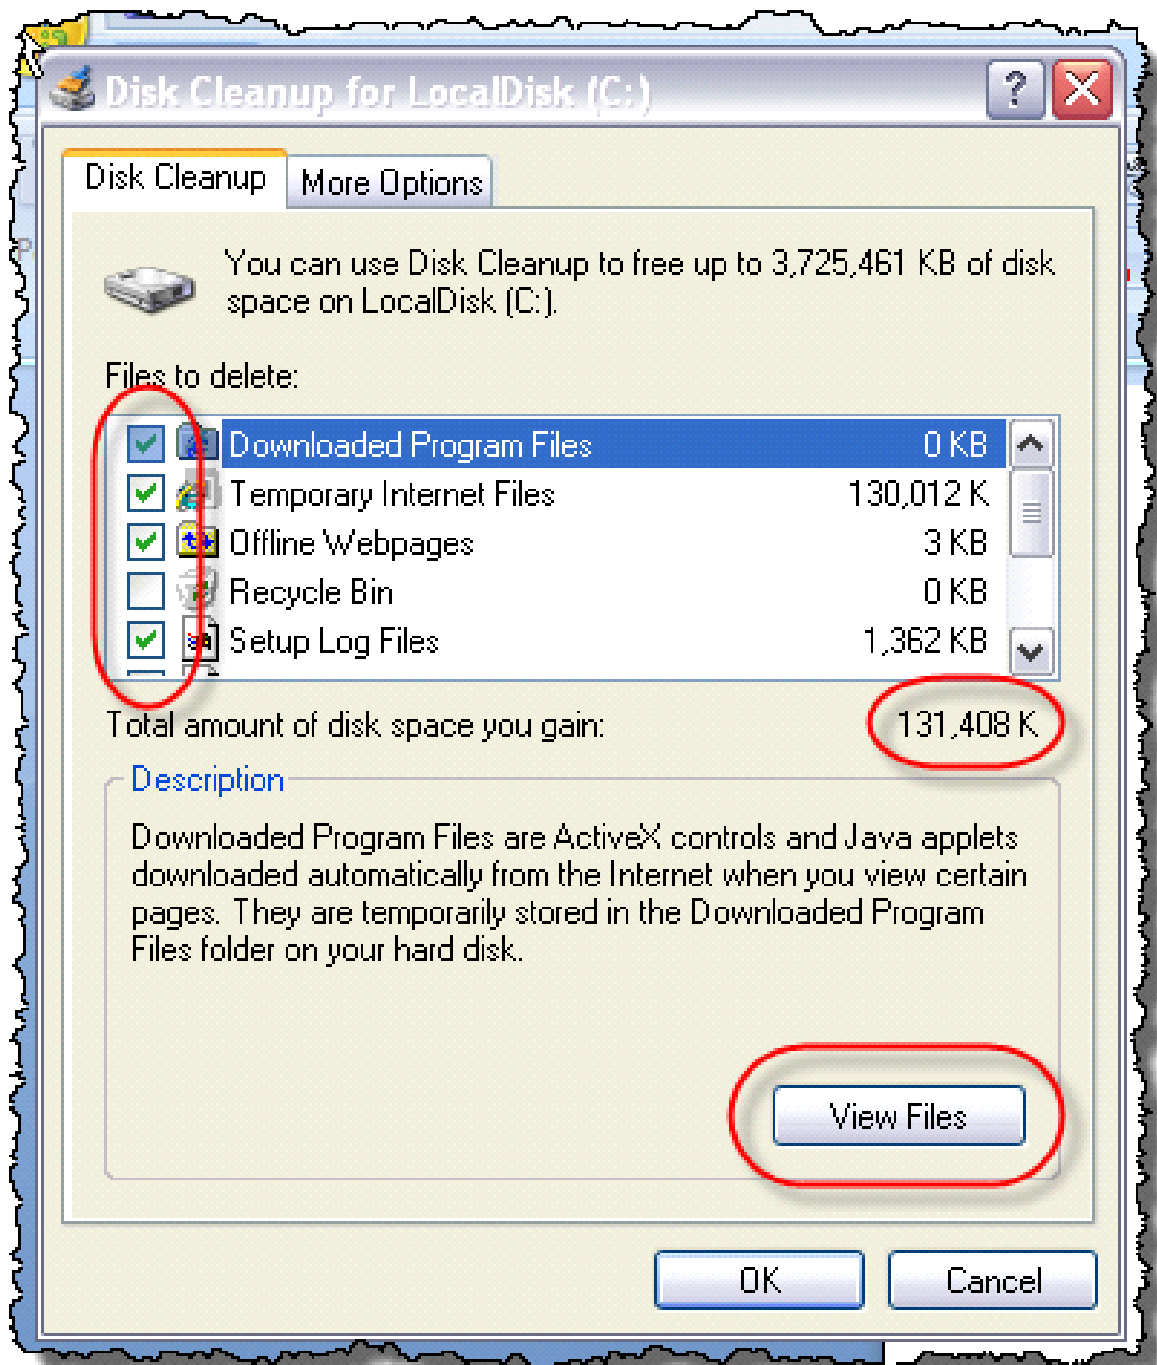 Disk Cleanup for LocalDisk (C:)
?
Disk Cleanup
More Options
You can use Disk Cleanup to free up to 3,725,461 KB of disk
space on LocalDisk (C:).
Files to delete:
Downloaded Program Files 0 KB
Temporary Internet Files 130,012 K
Offline Webpages 3 KB
Recycle Bin 0 KB
Setup Log Files 1,362 KB
Total amount of disk space you gain: 131,408 K
Description
Downloaded Program Files are ActiveX controls and Java applets
downloaded automatically from the Internet when you view certain
pages. They are temporarily stored in the Downloaded Program
Files folder on your hard disk.
View Files
OK Cancel